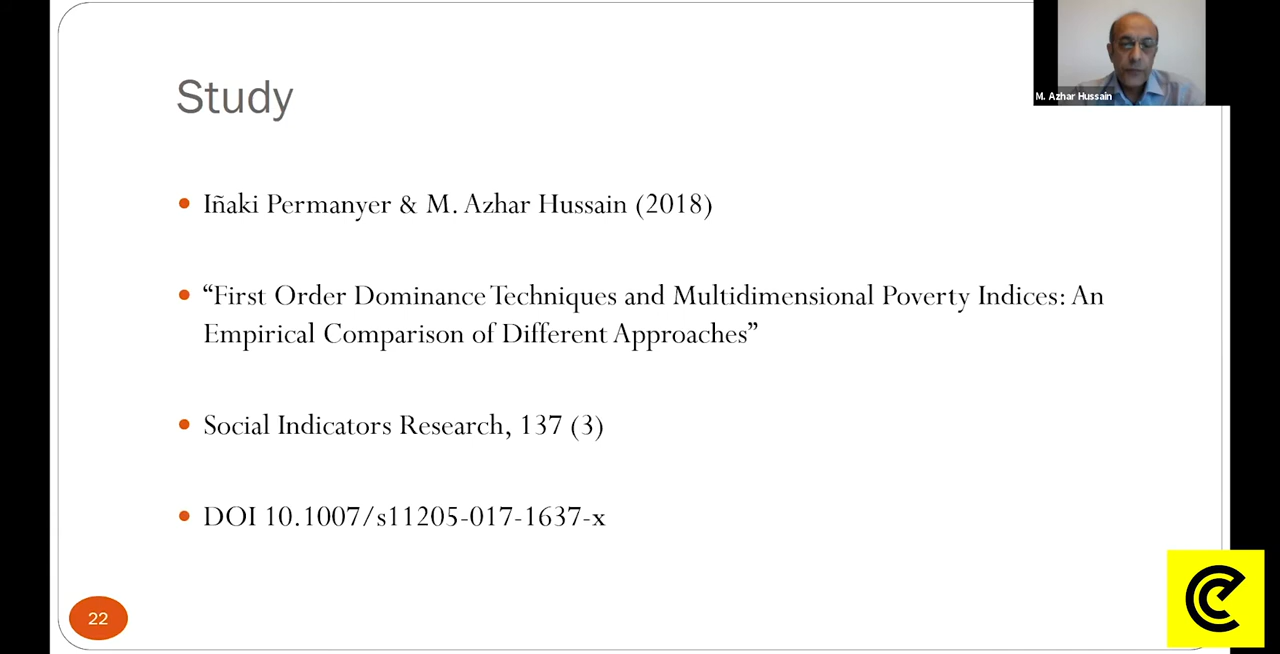 Study
M. Azhar Hussain
• Iñaki Permanyer & M. Azhar Hussain (2018)
• “First Order Dominance Techniques and Multidimensional Poverty Indices: An
Empirical Comparison of Different Approaches”
• Social Indicators Research, 137 (3)
• DOI 10.1007/s11205-017-1637-x
22